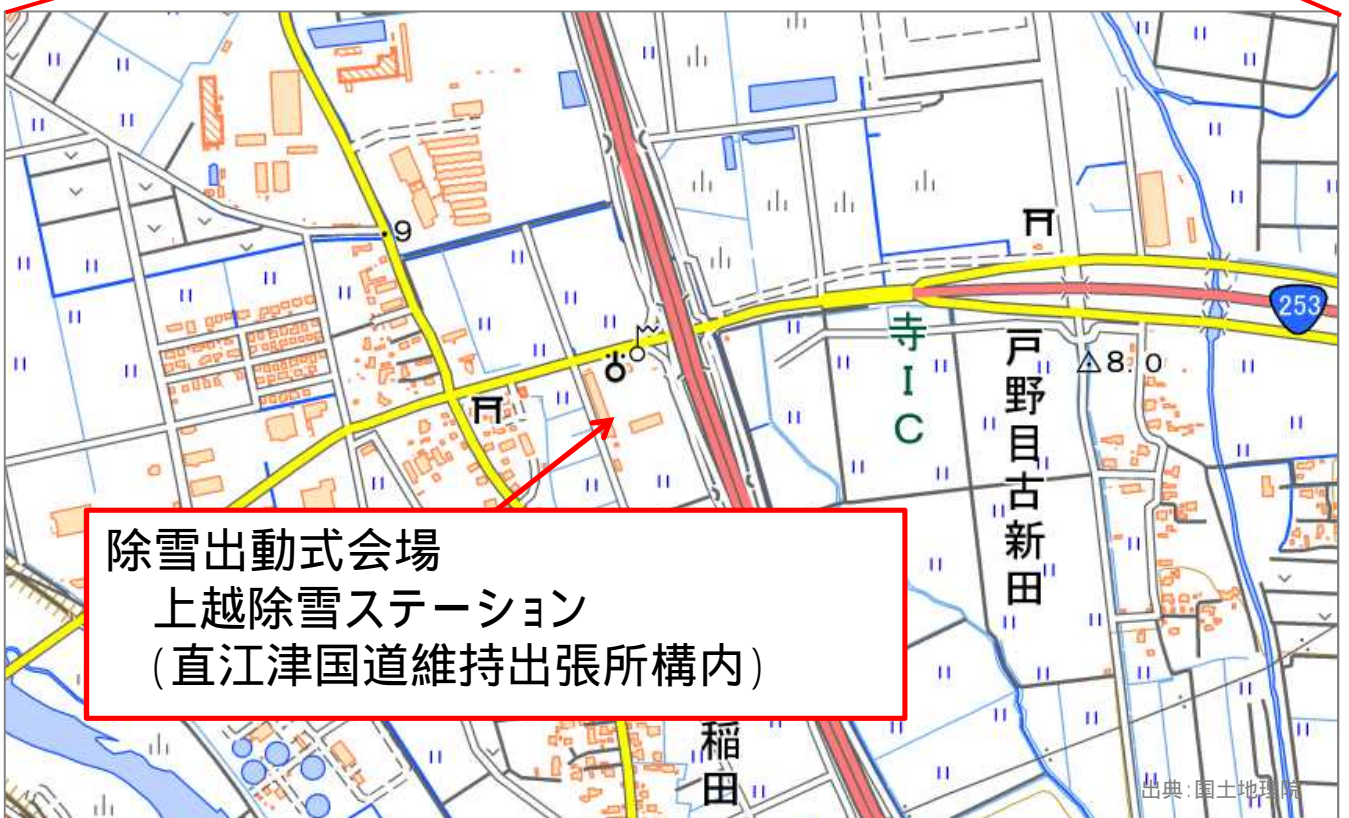 9
253
寺IC
8.0
戸野目古新田
除雪出動式会場
上越除雪ステーション
(直江津国道維持出張所構内)
稲田
出典:国土地理院